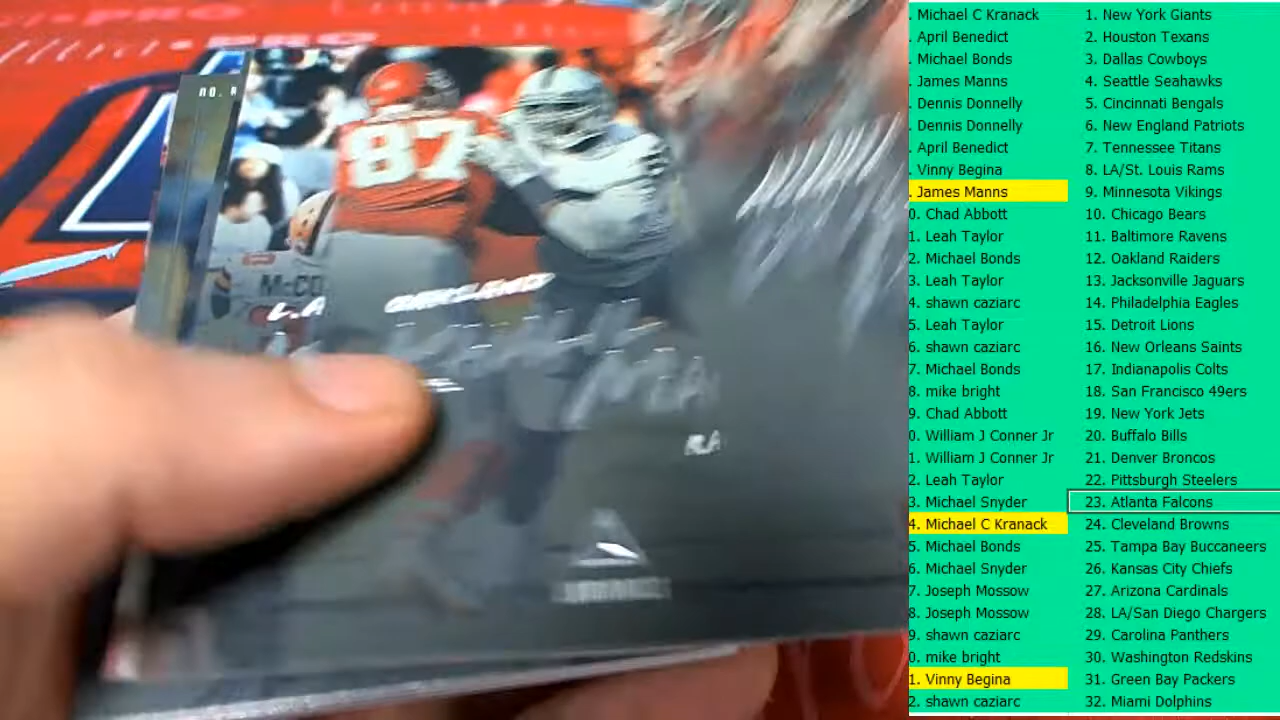 . Michael C Kranack 1. New York Giants
. April Benedict 2. Houston Texans
. Michael Bonds 3. Dallas Cowboys
. James Manns 4. Seattle Seahawks
. Dennis Donnelly 5. Cincinnati Bengals
. Dennis Donnelly 6. New England Patriots
. April Benedict 7. Tennessee Titans
. Vinny Begina 8. LA/St. Louis Rams
. James Manns 9. Minnesota Vikings
0. Chad Abbott 10. Chicago Bears
1. Leah Taylor 11. Baltimore Ravens
2. Michael Bonds 12. Oakland Raiders
3. Leah Taylor 13. Jacksonville Jaguars
4. shawn caziarc 14. Philadelphia Eagles
5. Leah Taylor 15. Detroit Lions
6. shawn caziarc 16. New Orleans Saints
7. Michael Bonds 17. Indianapolis Colts
8. mike bright 18. San Francisco 49ers
9. Chad Abbott 19. New York Jets
0. William J Conner Jr 20. Buffalo Bills
1. William J Conner Jr 21. Denver Broncos
2. Leah Taylor 22. Pittsburgh Steelers
3. Michael Snyder 23. Atlanta Falcons
4. Michael C Kranack 24. Cleveland Browns
5. Michael Bonds 25. Tampa Bay Buccaneers
6. Michael Snyder 26. Kansas City Chiefs
7. Joseph Mossow 27. Arizona Cardinals
8. Joseph Mossow 28. LA/San Diego Chargers
9. shawn caziarc 29. Carolina Panthers
0. mike bright 30. Washington Redskins
1. Vinny Begina 31. Green Bay Packers
2. shawn caziarc 32. Miami Dolphins
PRO
no.
87
McCO
L.A
RA